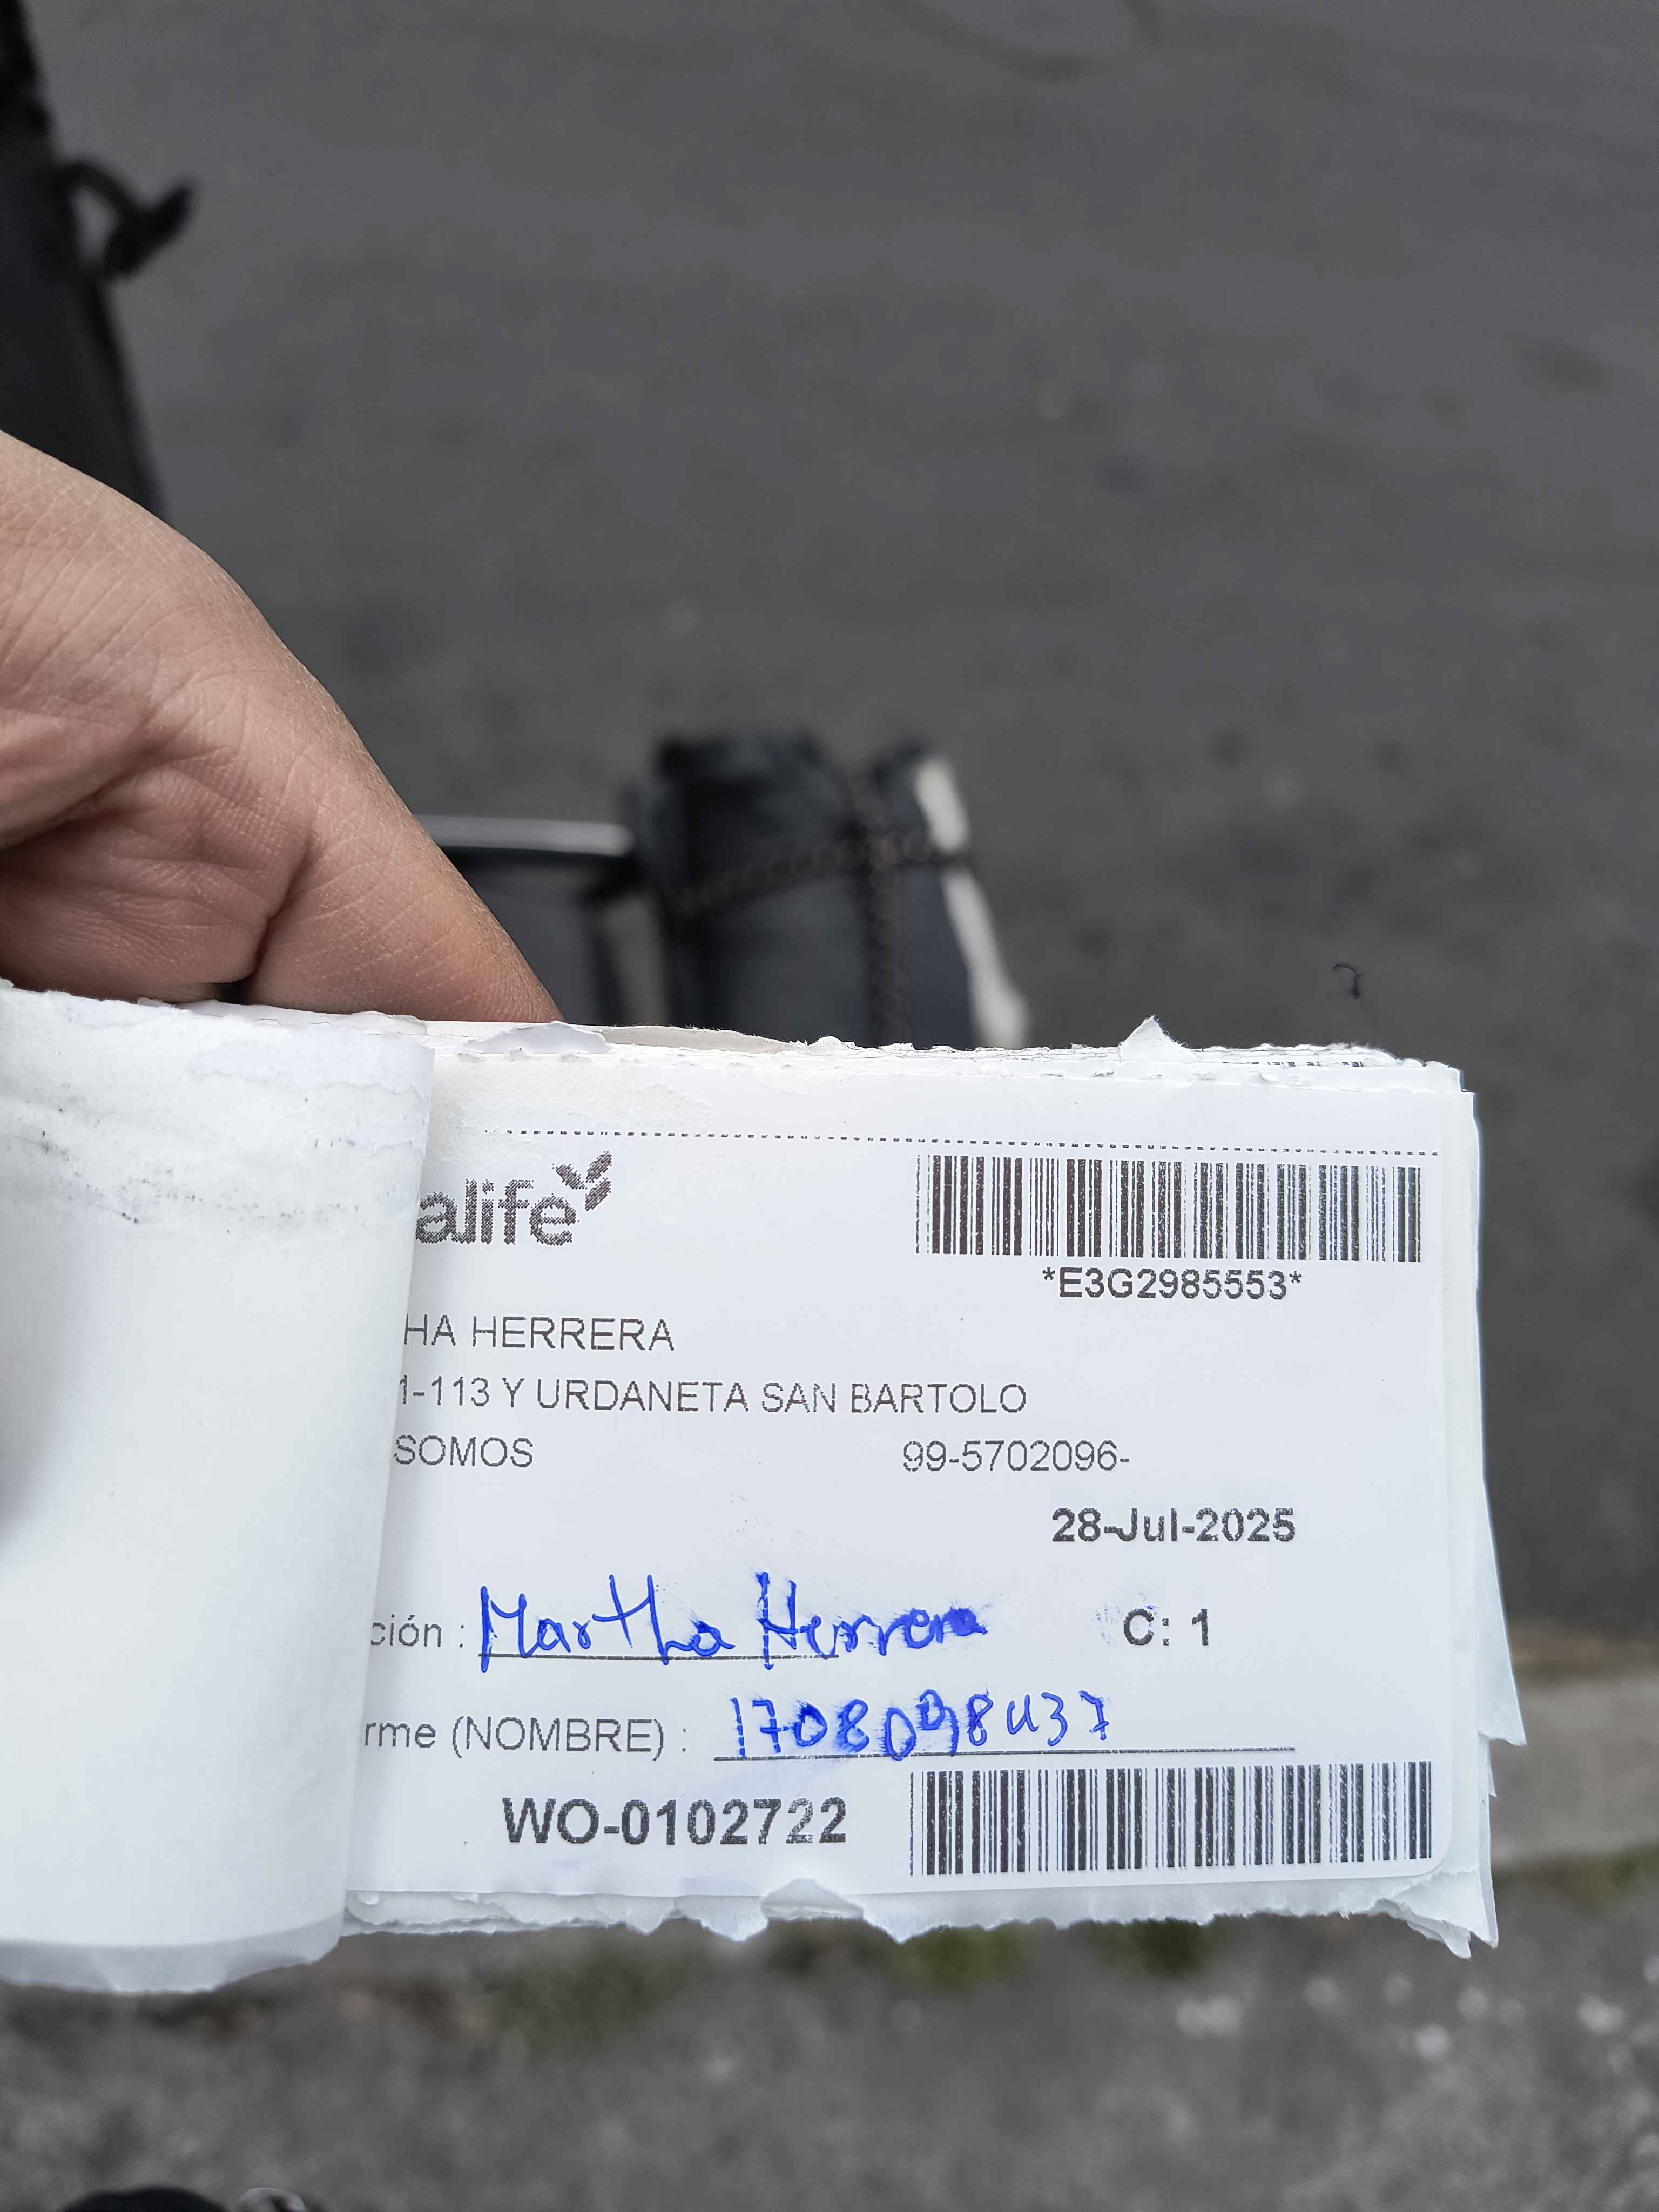 alife
*E3G2985553*
HA HERRERA
1-113 Y URDANETA SAN BARTOLO
SOMOS 99-5702096-
28-Jul-2025
ción : Martha Herrera C: 1
rme (NOMBRE) : 1708098437
WO-0102722